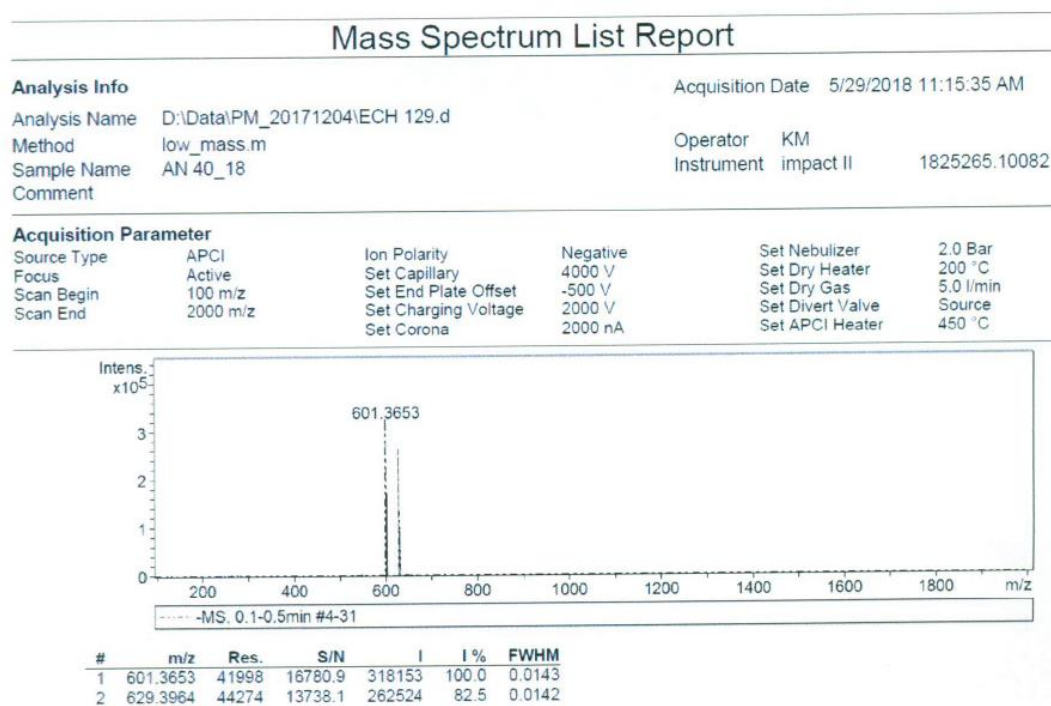 Mass Spectrum List Report
Analysis Info
Acquisition Date 5/29/2018 11:15:35 AM
Analysis Name D:\Data\PM_20171204\ECH 129.d
Method low_mass.m
Operator KM
Sample Name AN 40_18
Instrument impact II 1825265.10082
Comment
Acquisition Parameter
Source Type APCI Ion Polarity Negative Set Nebulizer 2.0 Bar
Focus Active Set Capillary 4000 V Set Dry Heater 200 °C
Scan Begin 100 m/z Set End Plate Offset -500 V Set Dry Gas 5.0 l/min
Scan End 2000 m/z Set Charging Voltage 2000 V Set Divert Valve Source
Set Corona 2000 nA Set APCI Heater 450 °C
Intens.
x10⁵
601.3653
3
2
1
0
200 400 600 800 1000 1200 1400 1600 1800 m/z
-MS, 0.1-0.5min #4-31
# m/z Res. S/N I I % FWHM
1 601.3653 41998 16780.9 318153 100.0 0.0143
2 629.3964 44274 13738.1 262524 82.5 0.0142